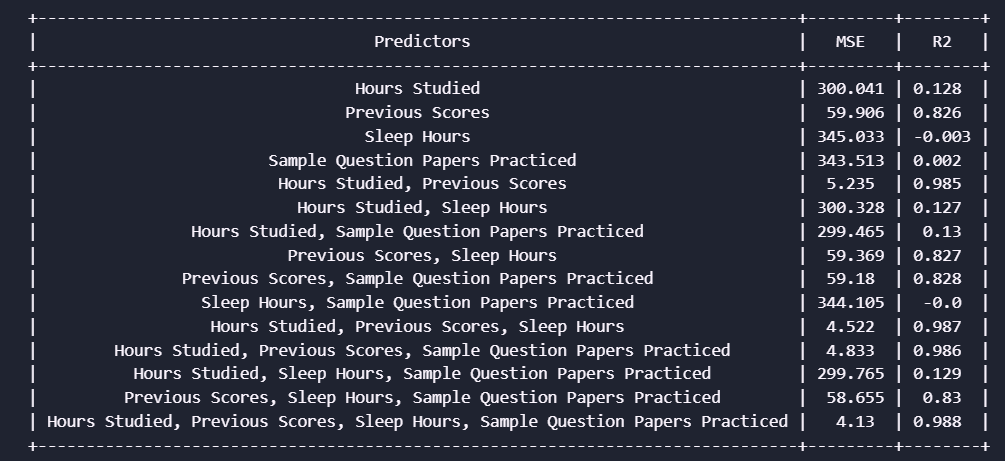 +------------------------------------------------------------------------------+---------+--------+
| Predictors | MSE | R2 |
+------------------------------------------------------------------------------+---------+--------+
| Hours Studied | 300.041 | 0.128 |
| Previous Scores | 59.906 | 0.826 |
| Sleep Hours | 345.033 | -0.003 |
| Sample Question Papers Practiced | 343.513 | 0.002 |
| Hours Studied, Previous Scores | 5.235 | 0.985 |
| Hours Studied, Sleep Hours | 300.328 | 0.127 |
| Hours Studied, Sample Question Papers Practiced | 299.465 | 0.13 |
| Previous Scores, Sleep Hours | 59.369 | 0.827 |
| Previous Scores, Sample Question Papers Practiced | 59.18 | 0.828 |
| Sleep Hours, Sample Question Papers Practiced | 344.105 | -0.0 |
| Hours Studied, Previous Scores, Sleep Hours | 4.522 | 0.987 |
| Hours Studied, Previous Scores, Sample Question Papers Practiced | 4.833 | 0.986 |
| Hours Studied, Sleep Hours, Sample Question Papers Practiced | 299.765 | 0.129 |
| Previous Scores, Sleep Hours, Sample Question Papers Practiced | 58.655 | 0.83 |
| Hours Studied, Previous Scores, Sleep Hours, Sample Question Papers Practiced | 4.13 | 0.988 |
+------------------------------------------------------------------------------+---------+--------+